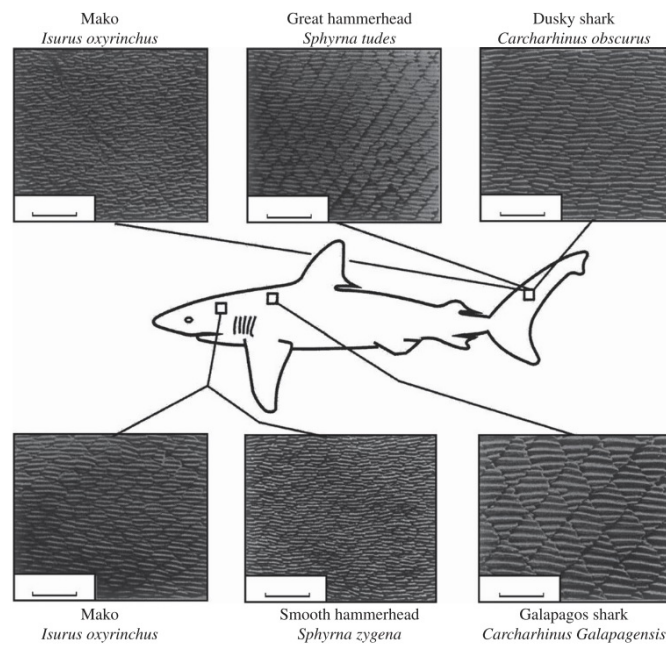 Mako
Isurus oxyrinchus
Great hammerhead
Sphyrna tudes
Dusky shark
Carcharhinus obscurus
Mako
Isurus oxyrinchus
Smooth hammerhead
Sphyrna zygena
Galapagos shark
Carcharhinus Galapagensis